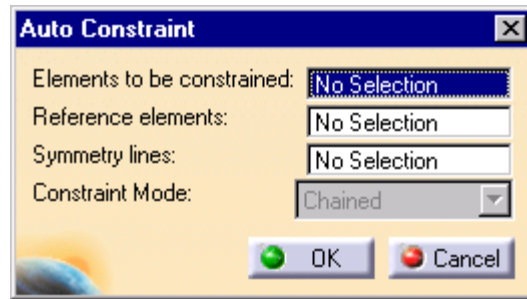 Auto Constraint
Elements to be constrained: No Selection
Reference elements: No Selection
Symmetry lines: No Selection
Constraint Mode: Chained
OK Cancel